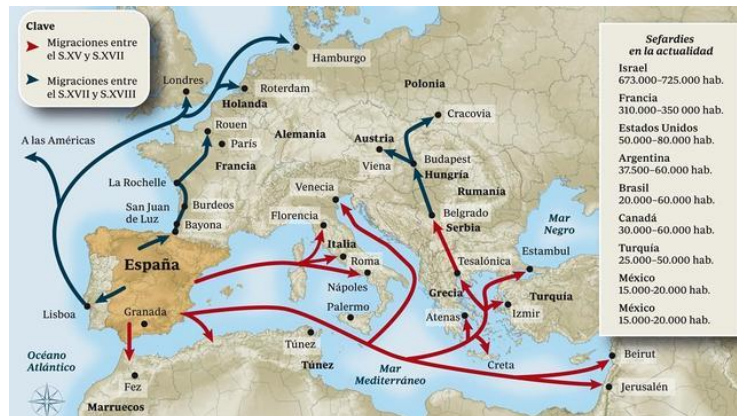 Clave
Migraciones entre
el S.XV y S.XVII
Migraciones entre
el S.XVII y S.XVIII
Hamburgo
Londres
Roterdam
Holanda
Polonia
Cracovia
Rouen
Alemania
París
Francia
Austria
Viena
Budapest
Hungría
A las Américas
La Rochelle
Rumanía
Venecia
San Juan
de Luz
Burdeos
Bayona
Florencia
Belgrado
Serbia
Mar
Negro
España
Italia
Roma
Nápoles
Tesalónica
Estambul
Lisboa
Granada
Palermo
Grecia
Atenas
Izmir
Turquía
Océano
Atlántico
Túnez
Túnez
Fez
Marruecos
Mar
Mediterráneo
Creta
Beirut
Jerusalén
Sefardíes
en la actualidad
Israel
673.000–725.000 hab.
Francia
310.000-350 000 hab.
Estados Unidos
50.000–80.000 hab.
Argentina
37.500–60.000 hab.
Brasil
20.000–60.000 hab.
Canadá
30.000–60.000 hab.
Turquía
25.000–50.000 hab.
México
15.000-20.000 hab.
México
15.000-20.000 hab.